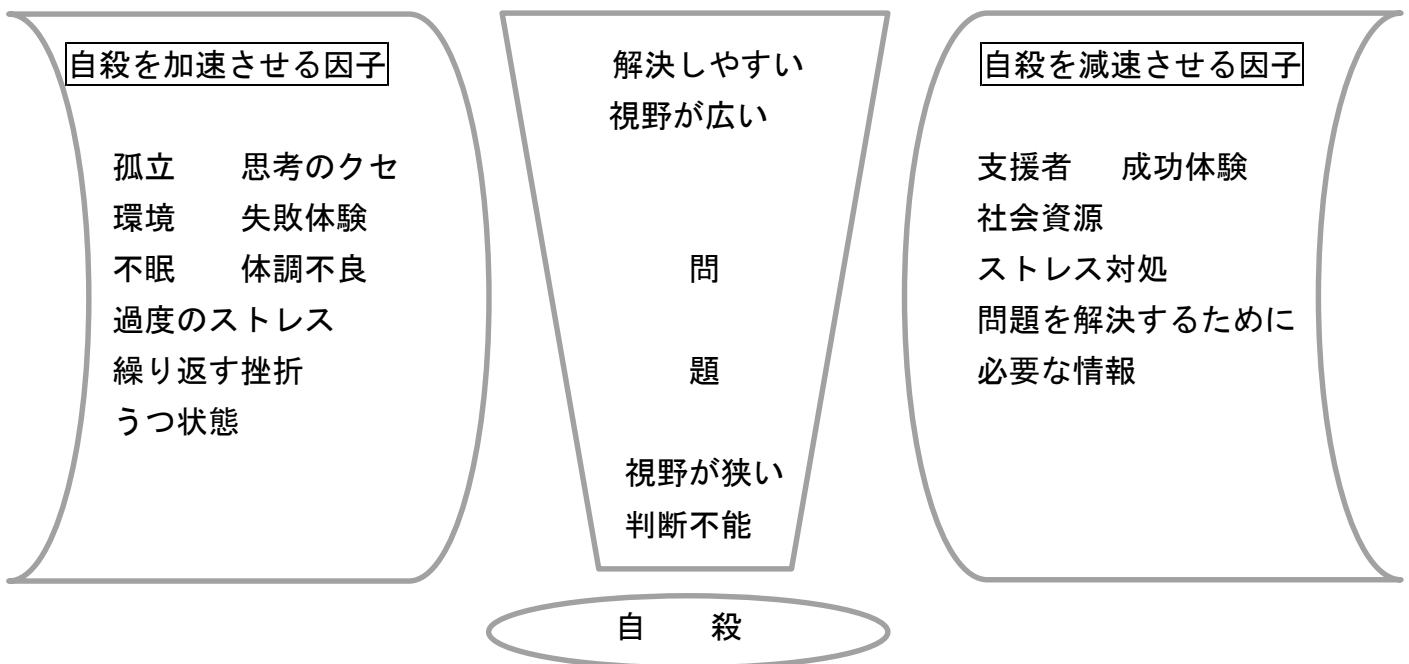 自殺を加速させる因子
孤立　　思考のクセ
環境　　失敗体験
不眠　　体調不良
過度のストレス
繰り返す挫折
うつ状態
解決しやすい
視野が広い
問
題
視野が狭い
判断不能
自殺を減速させる因子
支援者　成功体験
社会資源
ストレス対処
問題を解決するために
必要な情報
自　　殺